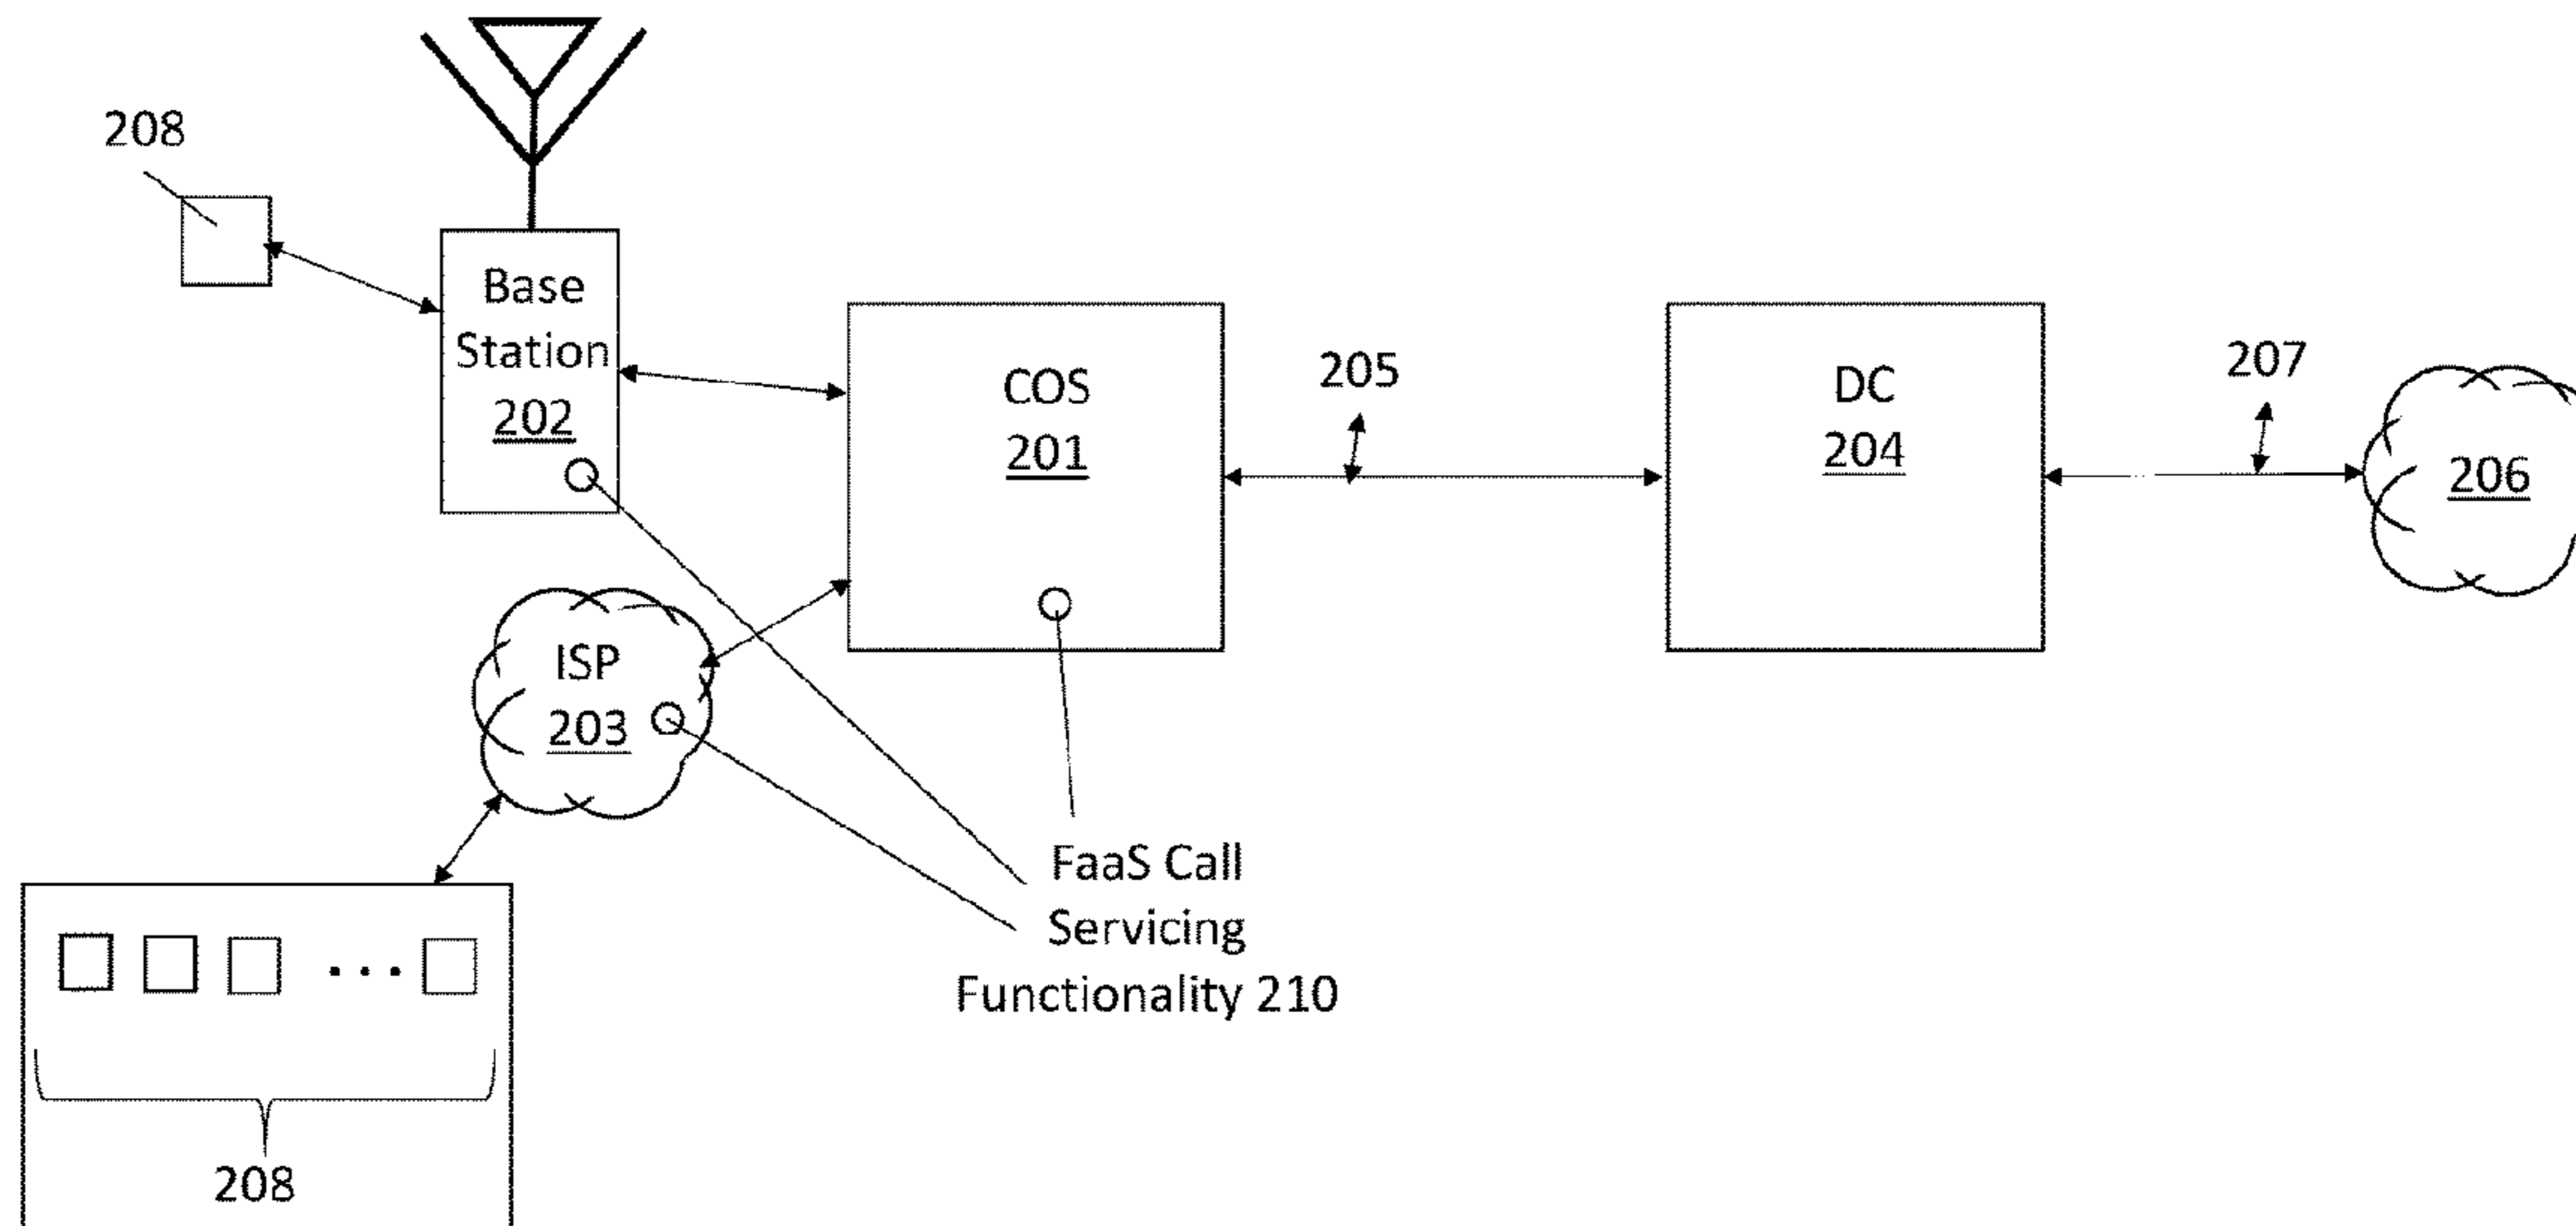 208
Base
Station
202
COS
201
205
DC
204
207
206
ISP
203
FaaS Call
Servicing
Functionality 210
208